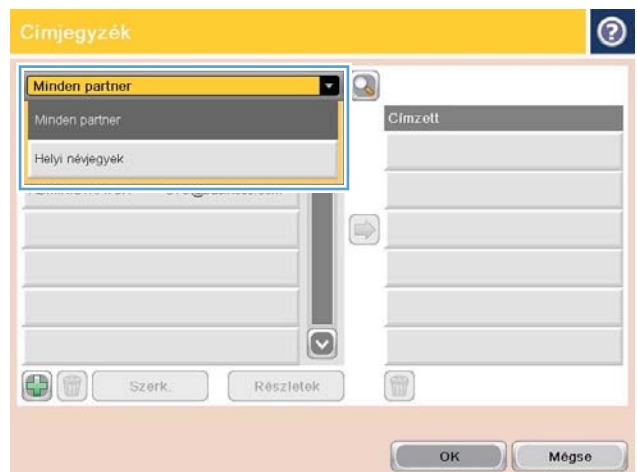 Címjegyzék
Minden partner
Minden partner
Helyi névjegyek
Címzett
Szerk.
Részletek
OK
Mégse